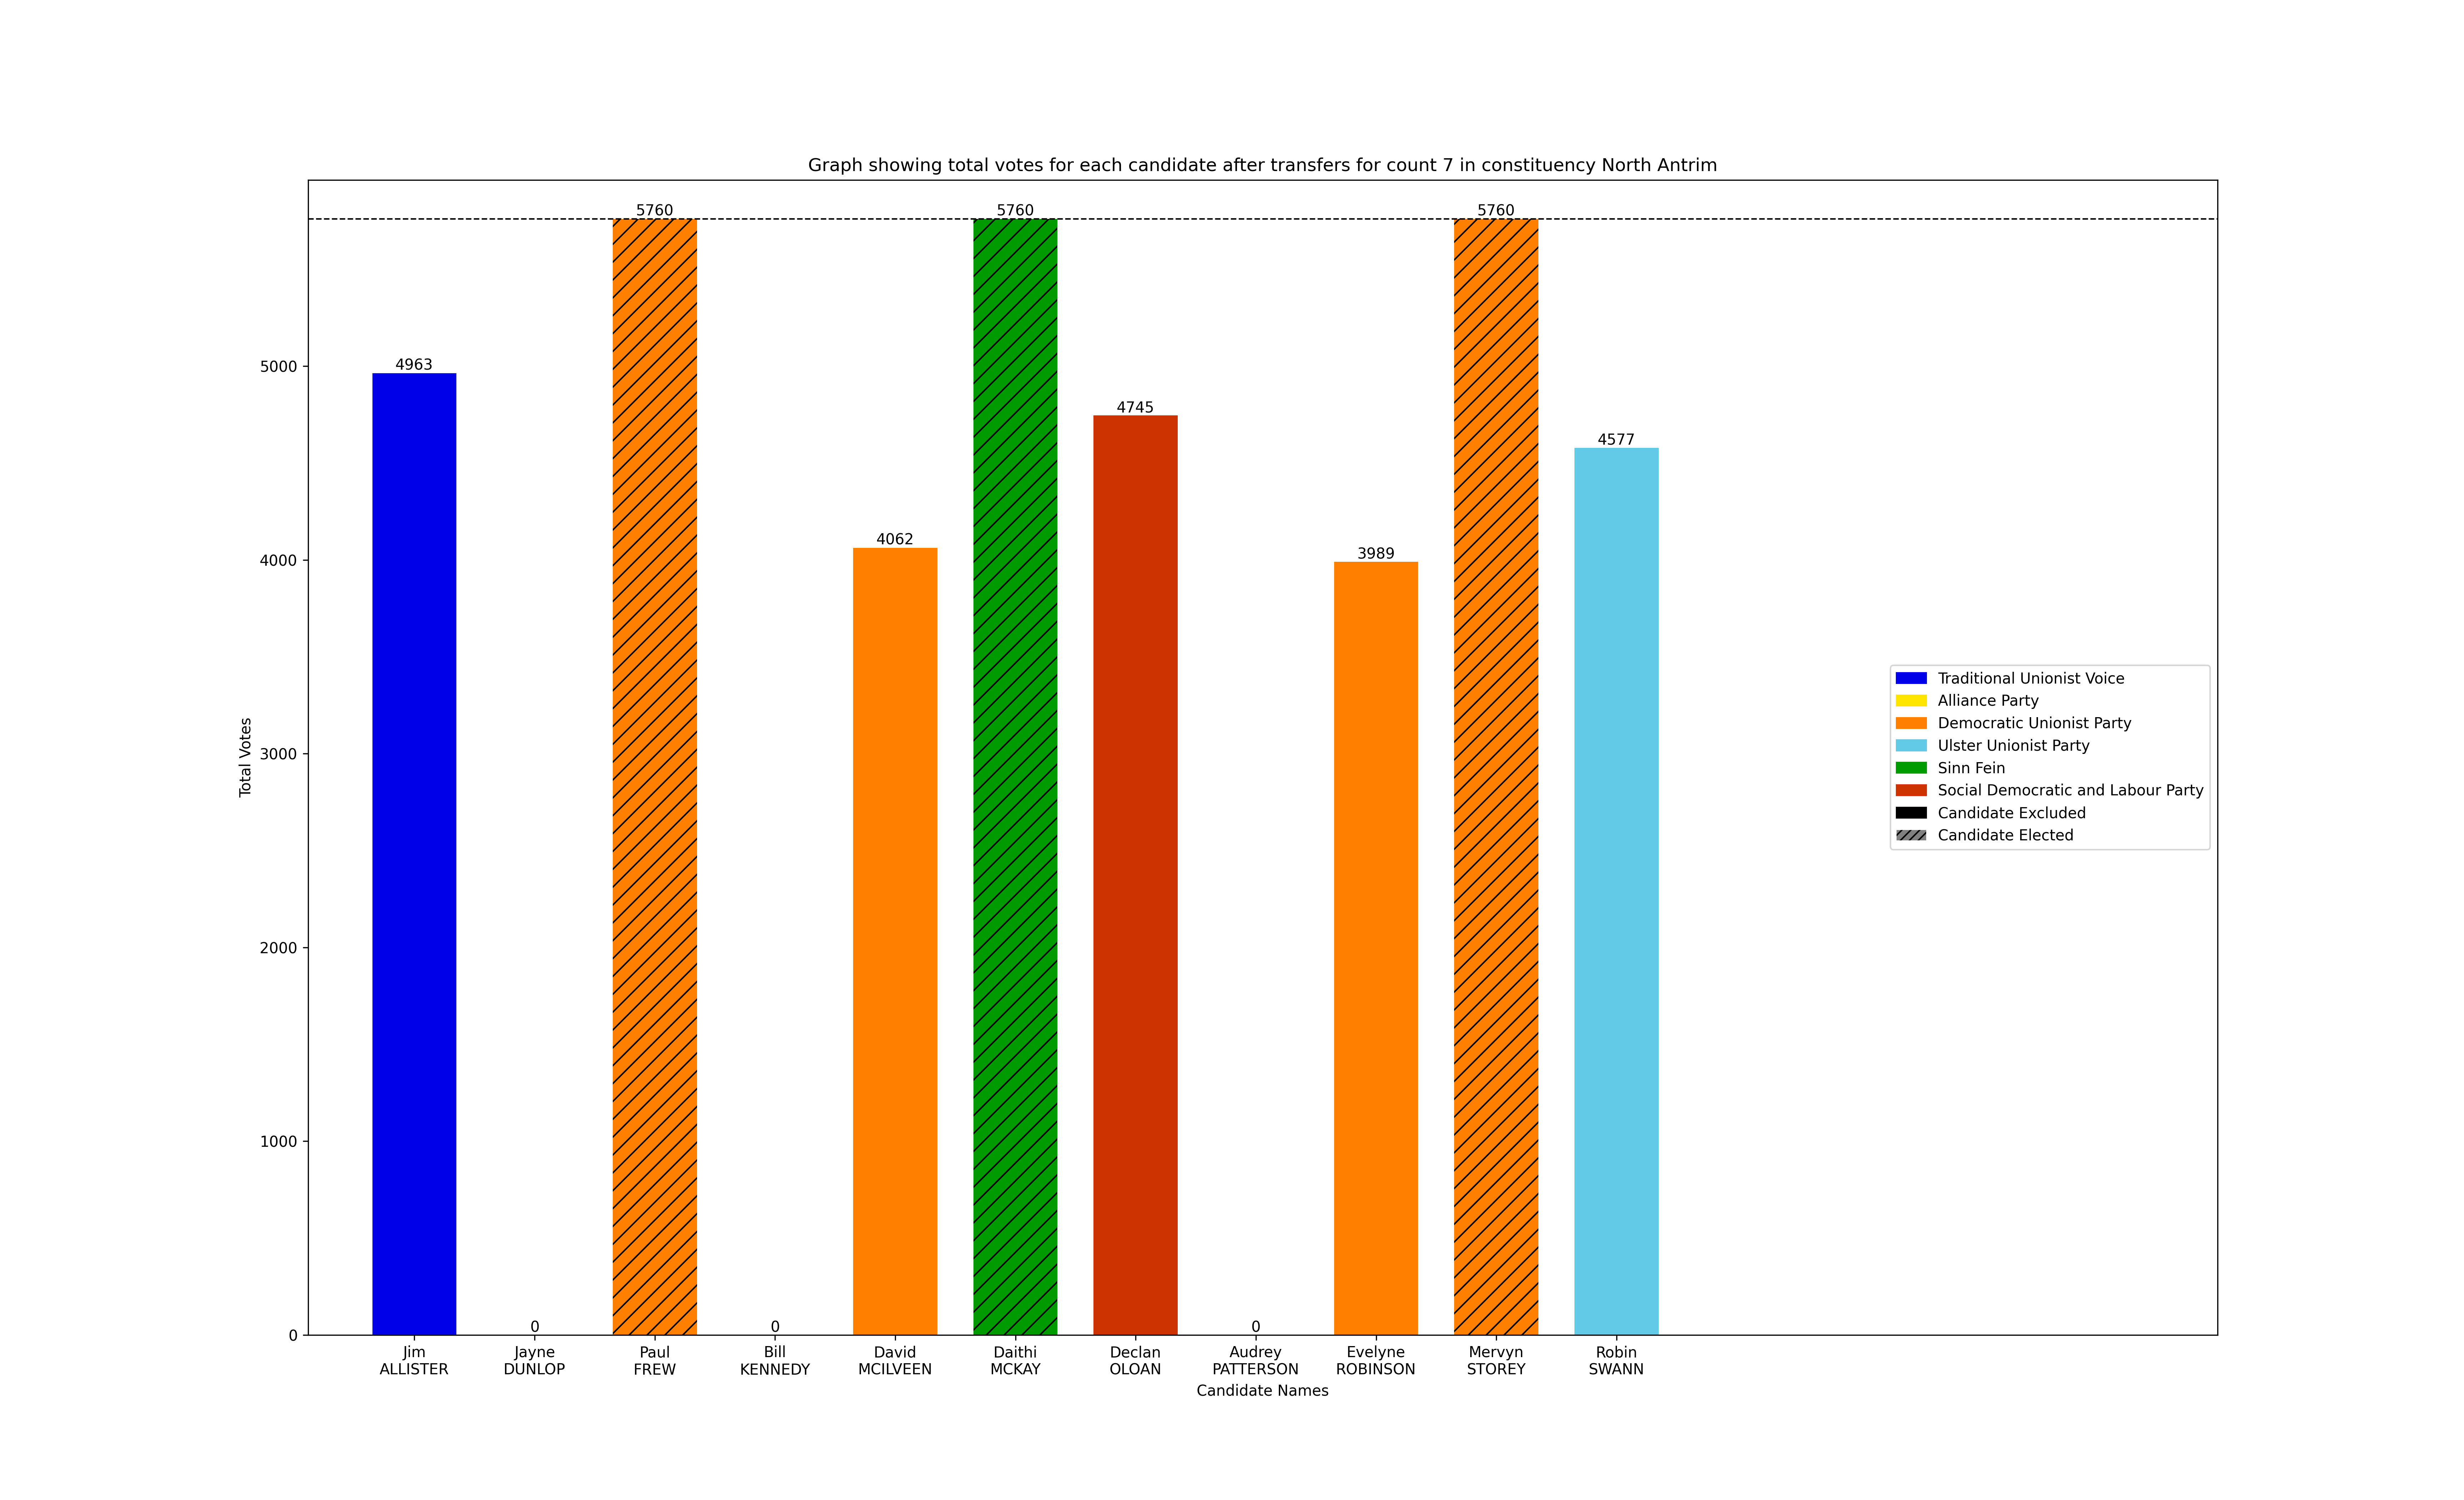 Graph showing total votes for each candidate after transfers for count 7 in constituency North Antrim
5760
5760
5760
4963
4745
4577
4062
3989
0
0
0
5000
4000
3000
2000
1000
0
Total Votes
Traditional Unionist Voice
Alliance Party
Democratic Unionist Party
Ulster Unionist Party
Sinn Fein
Social Democratic and Labour Party
Candidate Excluded
Candidate Elected
Jim
ALLISTER
Jayne
DUNLOP
Paul
FREW
Bill
KENNEDY
David
MCILVEEN
Daithi
MCKAY
Declan
OLOAN
Audrey
PATTERSON
Evelyne
ROBINSON
Mervyn
STOREY
Robin
SWANN
Candidate Names